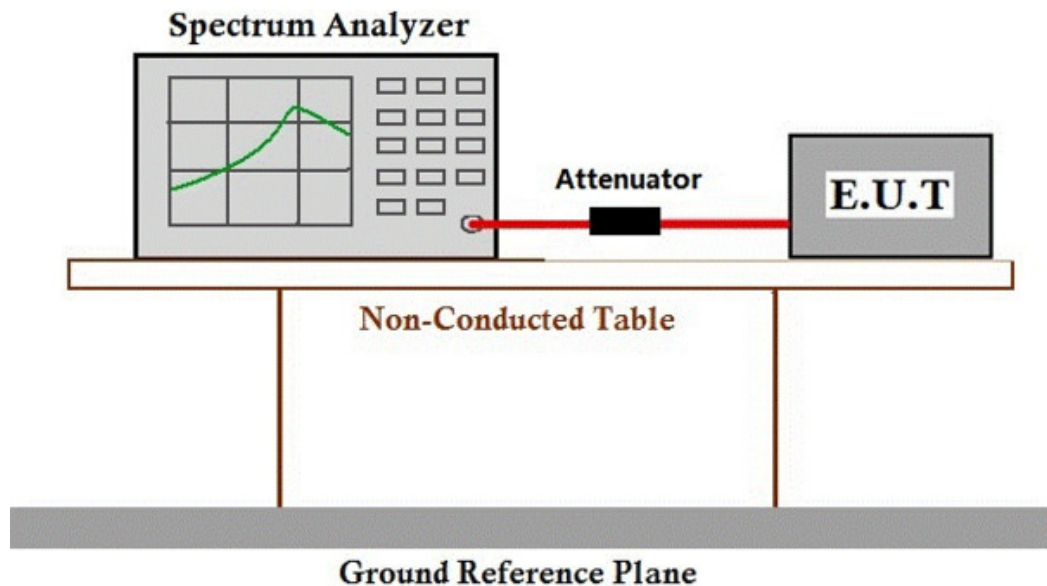 Spectrum Analyzer
Attenuator
E.U.T
Non-Conducted Table
Ground Reference Plane